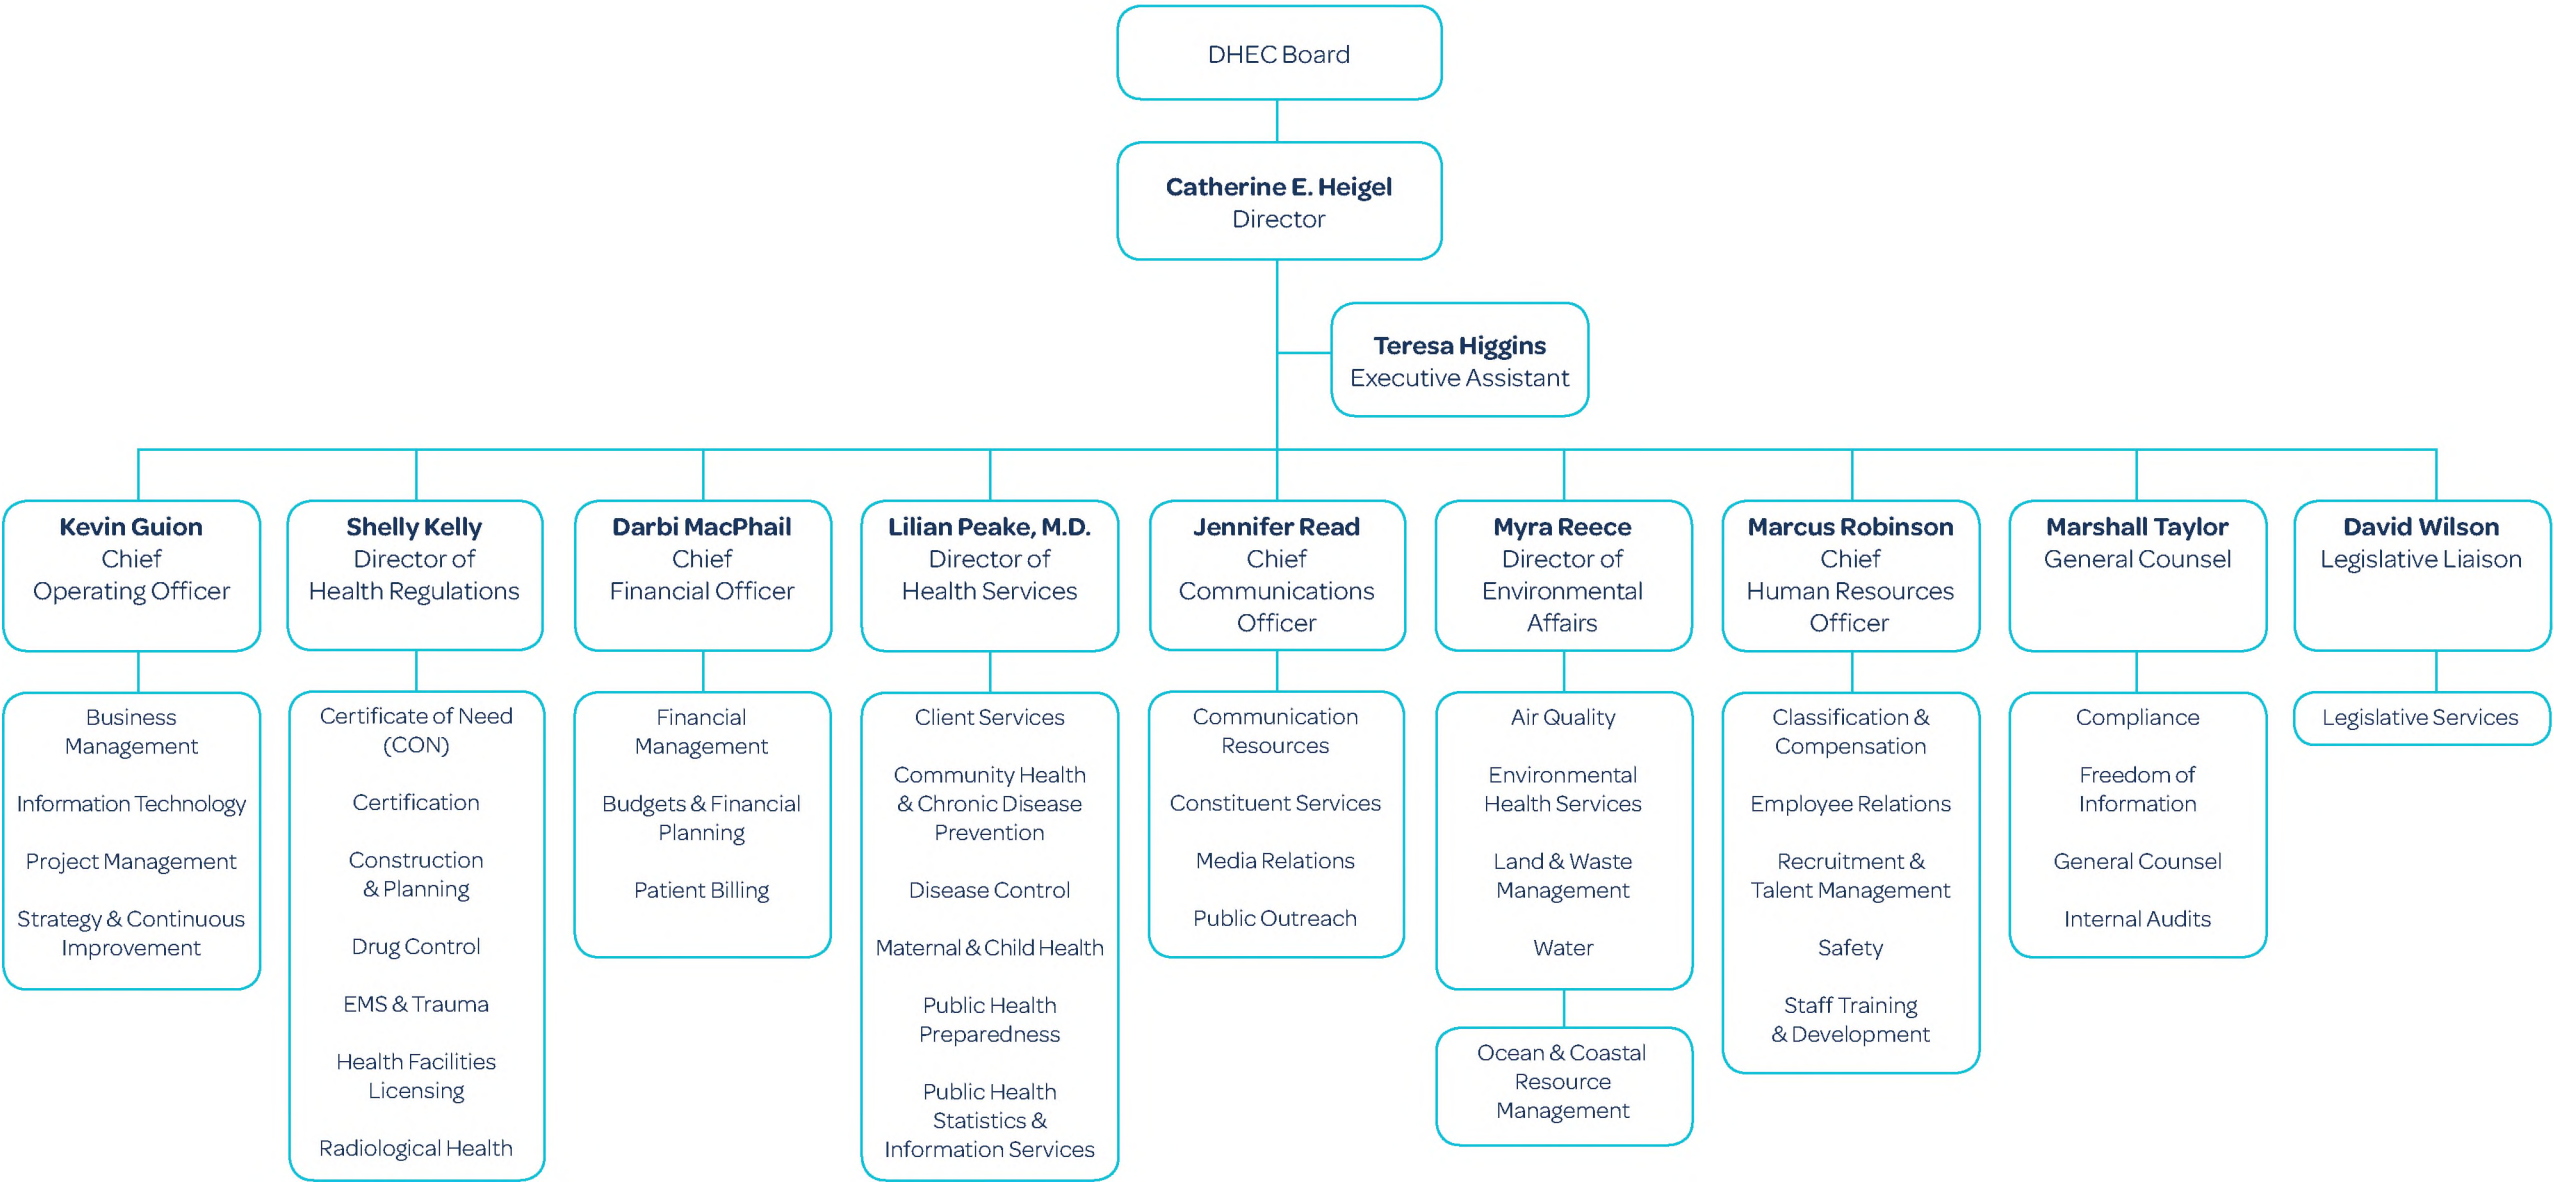 DHEC Board
Catherine E. Heigel
Director
Teresa Higgins
Executive Assistant
Kevin Guion
Chief
Operating Officer
Shelly Kelly
Director of
Health Regulations
Darbi MacPhail
Chief
Financial Officer
Lilian Peake, M.D.
Director of
Health Services
Jennifer Read
Chief
Communications
Officer
Myra Reece
Director of
Environmental
Affairs
Marcus Robinson
Chief
Human Resources
Officer
Marshall Taylor
General Counsel
David Wilson
Legislative Liaison
Business
Management
Information Technology
Project Management
Strategy & Continuous
Improvement
Certificate of Need
(CON)
Certification
Construction
& Planning
Drug Control
EMS & Trauma
Health Facilities
Licensing
Radiological Health
Financial
Management
Budgets & Financial
Planning
Patient Billing
Client Services
Community Health
& Chronic Disease
Prevention
Disease Control
Maternal & Child Health
Public Health
Preparedness
Public Health
Statistics &
Information Services
Communication
Resources
Constituent Services
Media Relations
Public Outreach
Air Quality
Environmental
Health Services
Land & Waste
Management
Water
Ocean & Coastal
Resource
Management
Classification &
Compensation
Employee Relations
Recruitment &
Talent Management
Safety
Staff Training
& Development
Compliance
Freedom of
Information
General Counsel
Internal Audits
Legislative Services